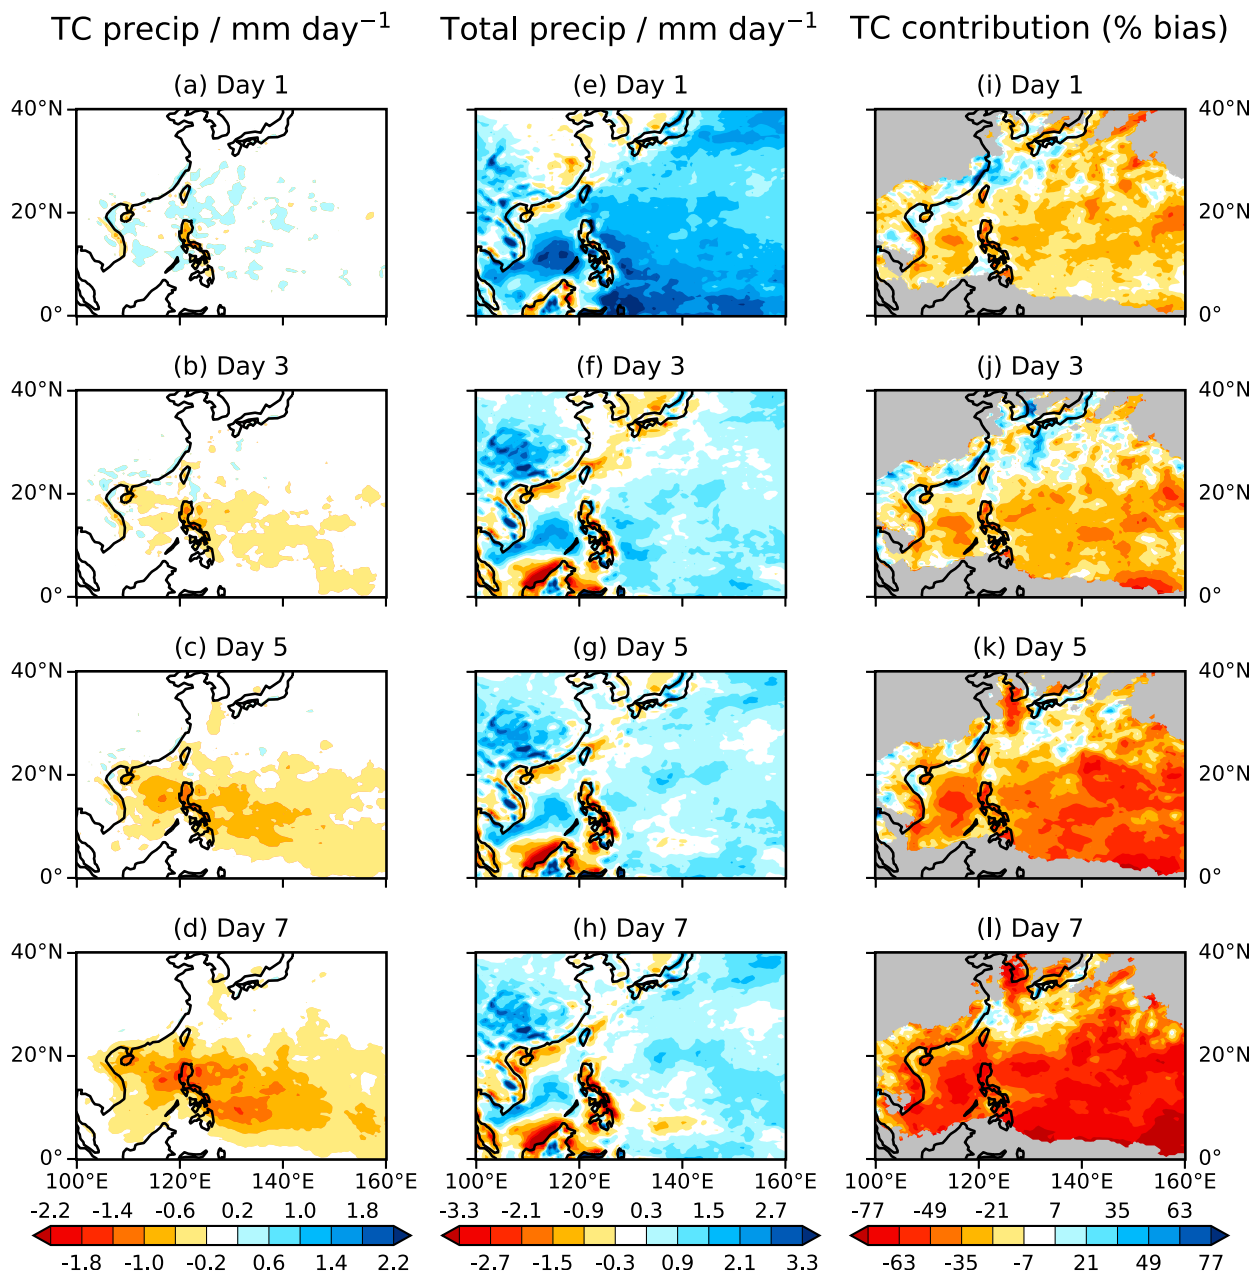 TC precip / mm day⁻¹ Total precip / mm day⁻¹ TC contribution (% bias)
(a) Day 1 (e) Day 1 (i) Day 1
40°N 40°N
20°N 20°N
0° 0°
(b) Day 3 (f) Day 3 (j) Day 3
40°N 40°N
20°N 20°N
0° 0°
(c) Day 5 (g) Day 5 (k) Day 5
40°N 40°N
20°N 20°N
0° 0°
(d) Day 7 (h) Day 7 (l) Day 7
40°N 40°N
20°N 20°N
0° 0°
100°E 120°E 140°E 160°E 100°E 120°E 140°E 160°E 100°E 120°E 140°E 160°E
-2.2 -1.4 -0.6 0.2 1.0 1.8 -3.3 -2.1 -0.9 0.3 1.5 2.7 -77 -49 -21 7 35 63
-1.8 -1.0 -0.2 0.6 1.4 2.2 -2.7 -1.5 -0.3 0.9 2.1 3.3 -63 -35 -7 21 49 77